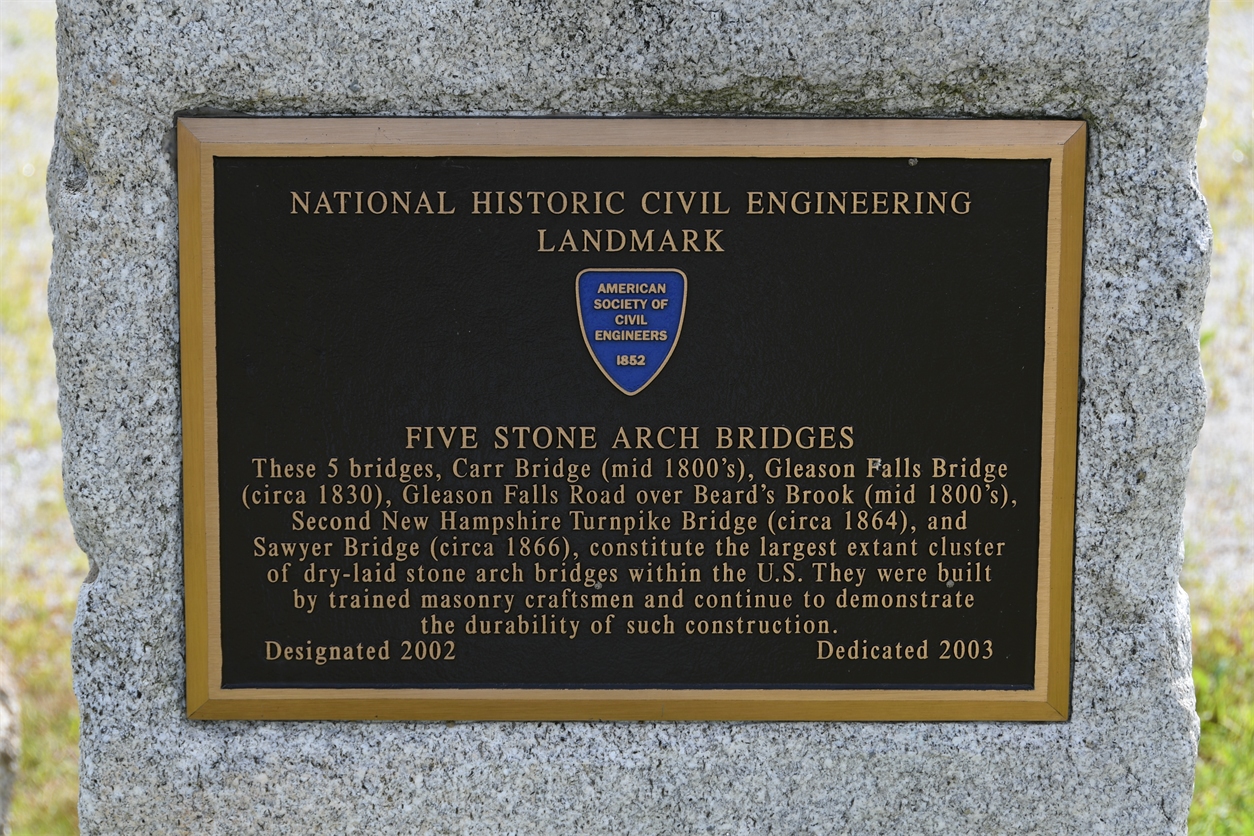 NATIONAL HISTORIC CIVIL ENGINEERING
LANDMARK
AMERICAN
SOCIETY OF
CIVIL
ENGINEERS
1852
FIVE STONE ARCH BRIDGES
These 5 bridges, Carr Bridge (mid 1800's), Gleason Falls Bridge
(circa 1830), Gleason Falls Road over Beard's Brook (mid 1800's),
Second New Hampshire Turnpike Bridge (circa 1864), and
Sawyer Bridge (circa 1866), constitute the largest extant cluster
of dry-laid stone arch bridges within the U.S. They were built
by trained masonry craftsmen and continue to demonstrate
the durability of such construction.
Designated 2002 Dedicated 2003